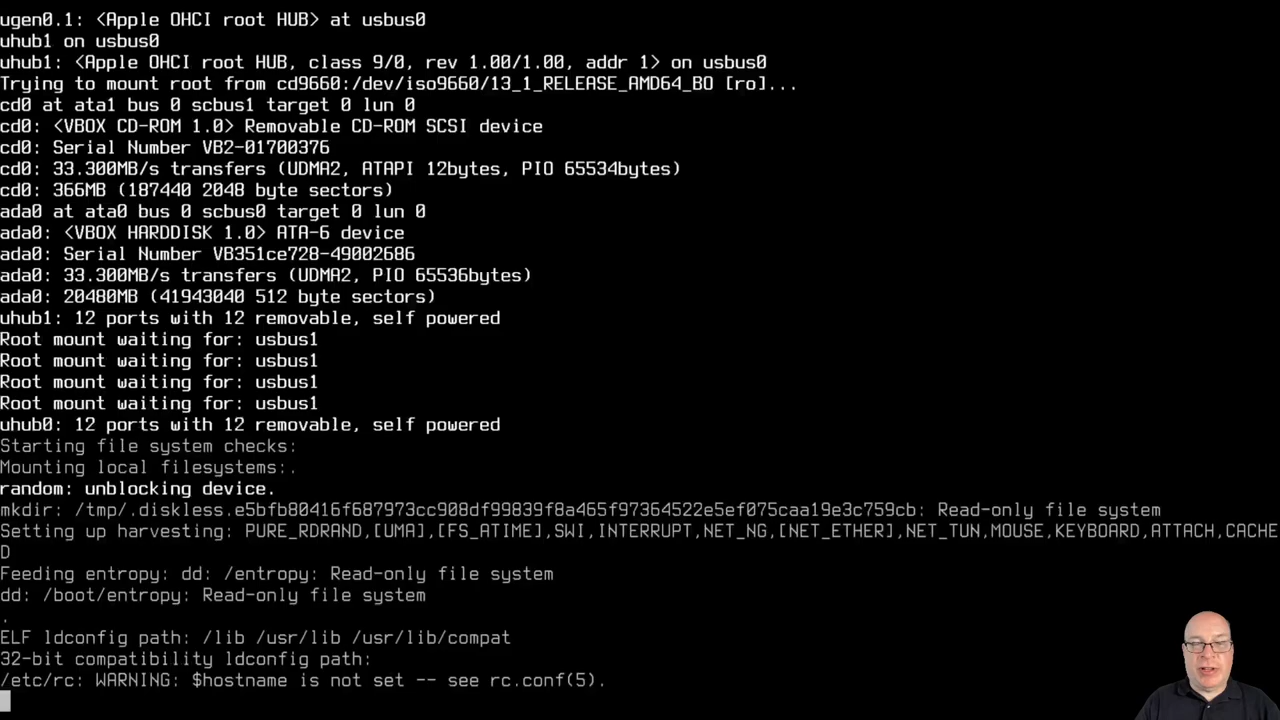 ugen0.1: <Apple OHCI root HUB> at usbus0
uhub1 on usbus0
uhub1: <Apple OHCI root HUB, class 9/0, rev 1.00/1.00, addr 1> on usbus0
Trying to mount root from cd9660:/dev/iso9660/13_1_RELEASE_AMD64_BO [ro]...
cd0 at ata1 bus 0 scbus1 target 0 lun 0
cd0: <VBOX CD-ROM 1.0> Removable CD-ROM SCSI device
cd0: Serial Number VB2-01700376
cd0: 33.300MB/s transfers (UDMA2, ATAPI 12bytes, PIO 65534bytes)
cd0: 366MB (187440 2048 byte sectors)
ada0 at ata0 bus 0 scbus0 target 0 lun 0
ada0: <VBOX HARDDISK 1.0> ATA-6 device
ada0: Serial Number VB351ce728-49002686
ada0: 33.300MB/s transfers (UDMA2, PIO 65536bytes)
ada0: 20480MB (41943040 512 byte sectors)
uhub1: 12 ports with 12 removable, self powered
Root mount waiting for: usbus1
Root mount waiting for: usbus1
Root mount waiting for: usbus1
Root mount waiting for: usbus1
uhub0: 12 ports with 12 removable, self powered
Starting file system checks:
Mounting local filesystems:.
random: unblocking device.
mkdir: /tmp/.diskless.e5bfb80416f687973cc908df99839f8a465f97364522e5ef075caa19e3c759cb: Read-only file system
Setting up harvesting: PURE_RDRAND,[UMA],[FS_ATIME],SWI,INTERRUPT,NET_NG,[NET_ETHER],NET_TUN,MOUSE,KEYBOARD,ATTACH,CACHE
D
Feeding entropy: dd: /entropy: Read-only file system
dd: /boot/entropy: Read-only file system
.
ELF ldconfig path: /lib /usr/lib /usr/lib/compat
32-bit compatibility ldconfig path:
/etc/rc: WARNING: $hostname is not set -- see rc.conf(5).